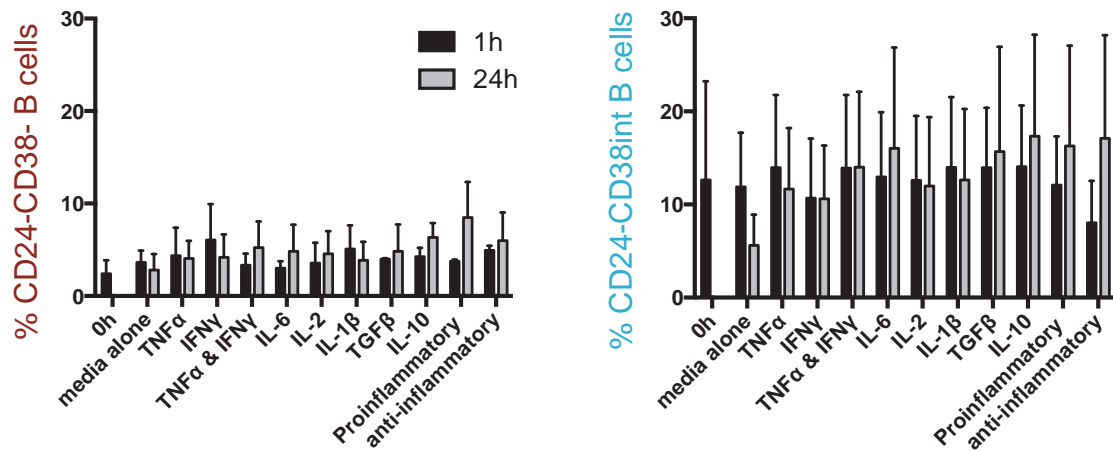 % CD24-CD38- B cells
30
20
10
0
1h
24h
0h
media alone
TNFα
IFNγ
TNFα & IFNγ
IL-6
IL-2
IL-1β
TGFβ
IL-10
Proinflammatory
anti-inflammatory
% CD24-CD38int B cells
30
20
10
0
0h
media alone
TNFα
IFNγ
TNFα & IFNγ
IL-6
IL-2
IL-1β
TGFβ
IL-10
Proinflammatory
anti-inflammatory